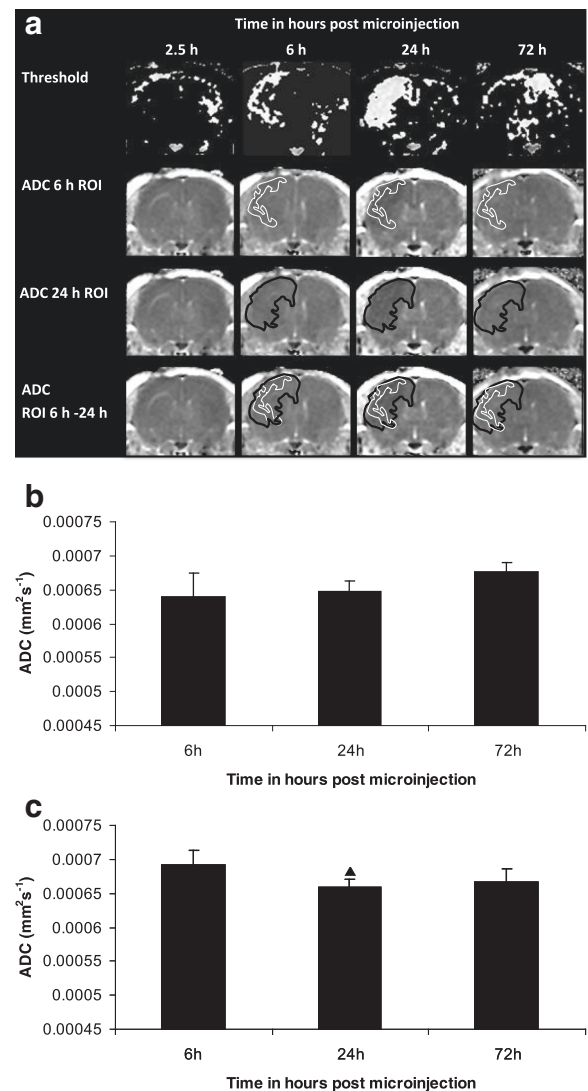 a
Time in hours post microinjection
2.5 h 6 h 24 h 72 h
Threshold
ADC 6 h ROI
ADC 24 h ROI
ADC
ROI 6 h -24 h
b
0.00075
0.0007
0.00065
0.0006
0.00055
0.0005
0.00045
ADC (mm²s⁻¹)
6h 24h 72h
Time in hours post microinjection
c
0.00075
0.0007
0.00065
0.0006
0.00055
0.0005
0.00045
ADC (mm²s⁻¹)
6h 24h 72h
Time in hours post microinjection